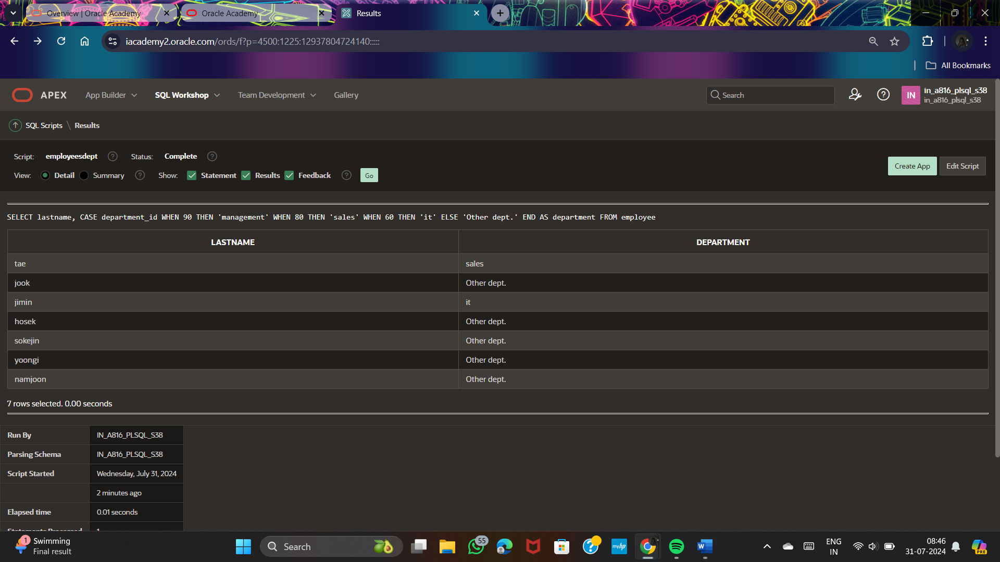 Overview | Oracle Academy
Oracle Academy
Results
iacademy2.oracle.com/ords/f?p=4500:1225:12937804724140:::::
All Bookmarks
APEX
App Builder
SQL Workshop
Team Development
Gallery
Search
IN
in_a816_plsql_s38
in_a816_plsql_s38
SQL Scripts \ Results
Script: employeesdept
Status: Complete
View: Detail Summary
Show: Statement Results Feedback
Go
Create App
Edit Script
SELECT lastname, CASE department_id WHEN 90 THEN 'management' WHEN 80 THEN 'sales' WHEN 60 THEN 'it' ELSE 'Other dept.' END AS department FROM employee
LASTNAME DEPARTMENT
tae sales
jook Other dept.
jimin it
hosek Other dept.
sokejin Other dept.
yoongi Other dept.
namjoon Other dept.
7 rows selected. 0.00 seconds
Run By IN_A816_PLSQL_S38
Parsing Schema IN_A816_PLSQL_S38
Script Started Wednesday, July 31, 2024
2 minutes ago
Elapsed time 0.01 seconds
Statements Processed 1
1
Swimming
Final result
Search
55
myhp
W
ENG
IN
08:46
31-07-2024
PRE